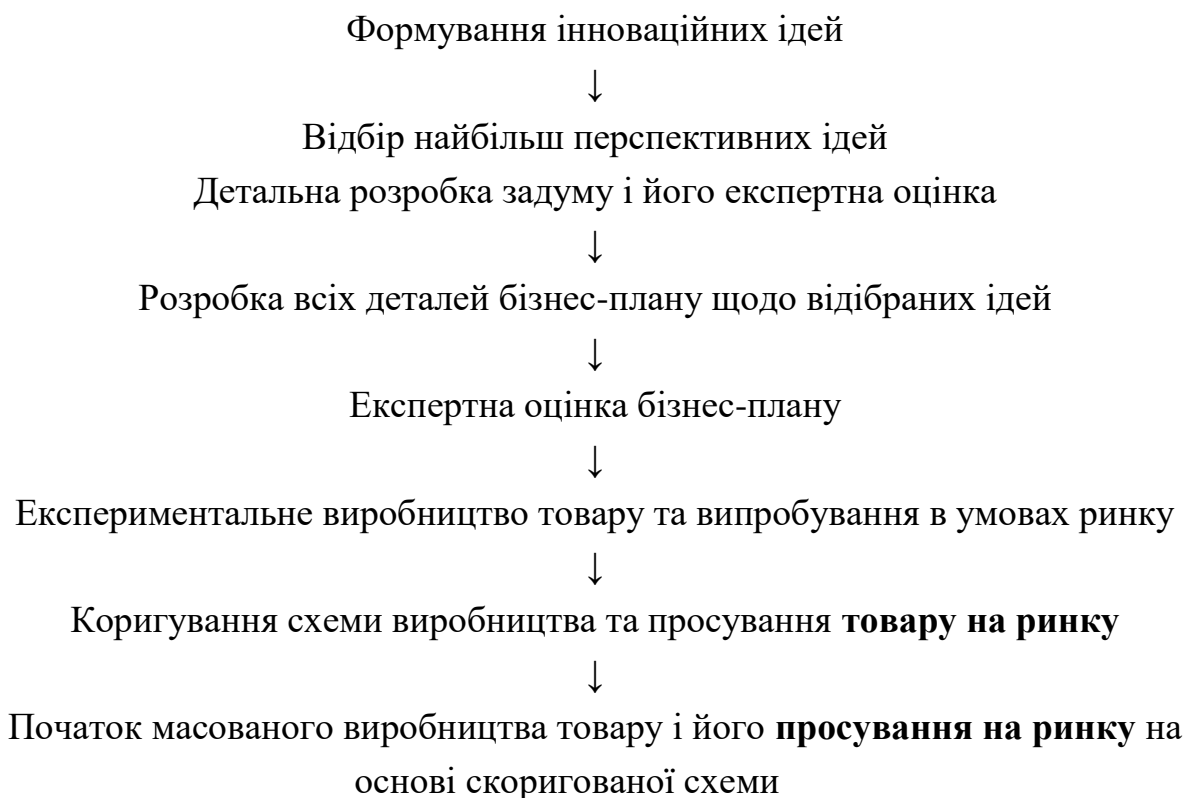 Формування інноваційних ідей
↓
Відбір найбільш перспективних ідей
Детальна розробка задуму і його експертна оцінка
↓
Розробка всіх деталей бізнес-плану щодо відібраних ідей
↓
Експертна оцінка бізнес-плану
↓
Експериментальне виробництво товару та випробування в умовах ринку
↓
Коригування схеми виробництва та просування товару на ринку
↓
Початок масованого виробництва товару і його просування на ринку на
основі скоригованої схеми